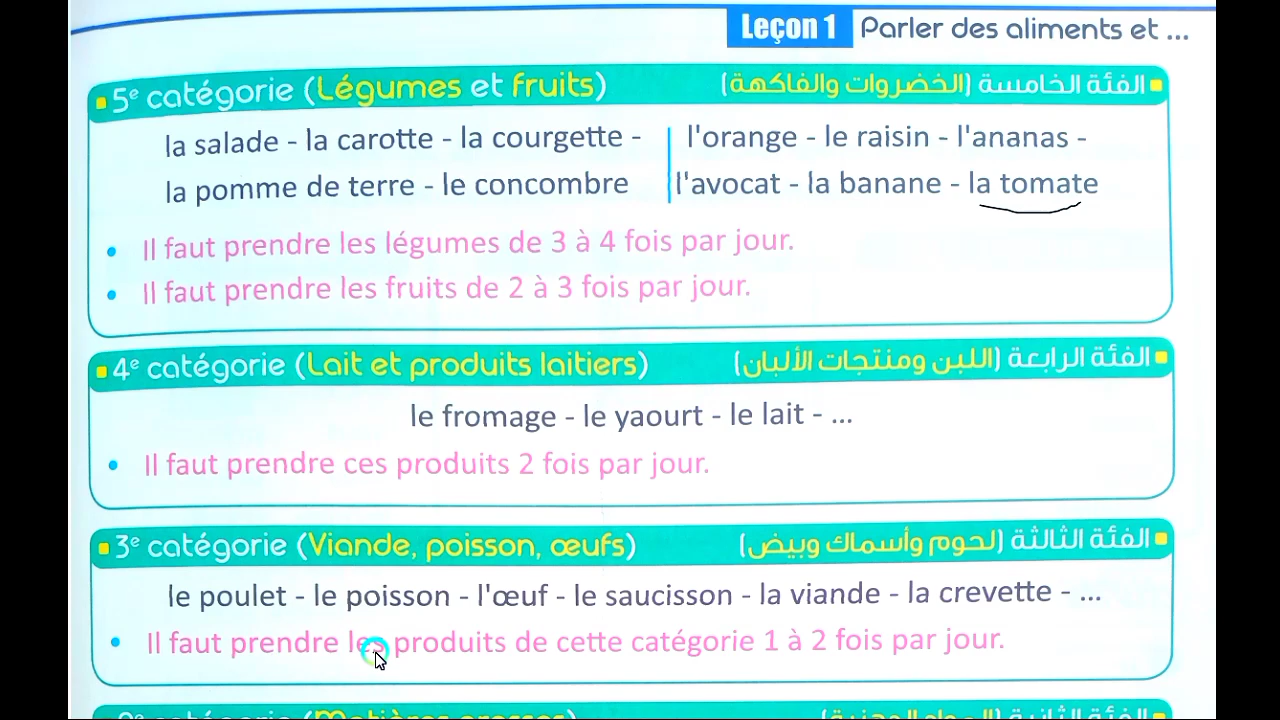 Leçon 1 Parler des aliments et ...
5e catégorie (Légumes et fruits) الفئة الخامسة (الخضروات والفاكهة)
la salade - la carotte - la courgette - l'orange - le raisin - l'ananas -
la pomme de terre - le concombre l'avocat - la banane - la tomate
• Il faut prendre les légumes de 3 à 4 fois par jour.
• Il faut prendre les fruits de 2 à 3 fois par jour.
4e catégorie (Lait et produits laitiers) الفئة الرابعة (اللبن ومنتجات الألبان)
le fromage - le yaourt - le lait - ...
• Il faut prendre ces produits 2 fois par jour.
3e catégorie (Viande, poisson, œufs) الفئة الثالثة (لحوم وأسماك وبيض)
le poulet - le poisson - l'œuf - le saucisson - la viande - la crevette - ...
• Il faut prendre les produits de cette catégorie 1 à 2 fois par jour.
catégorie (Matières grasses) الفئة الثانية